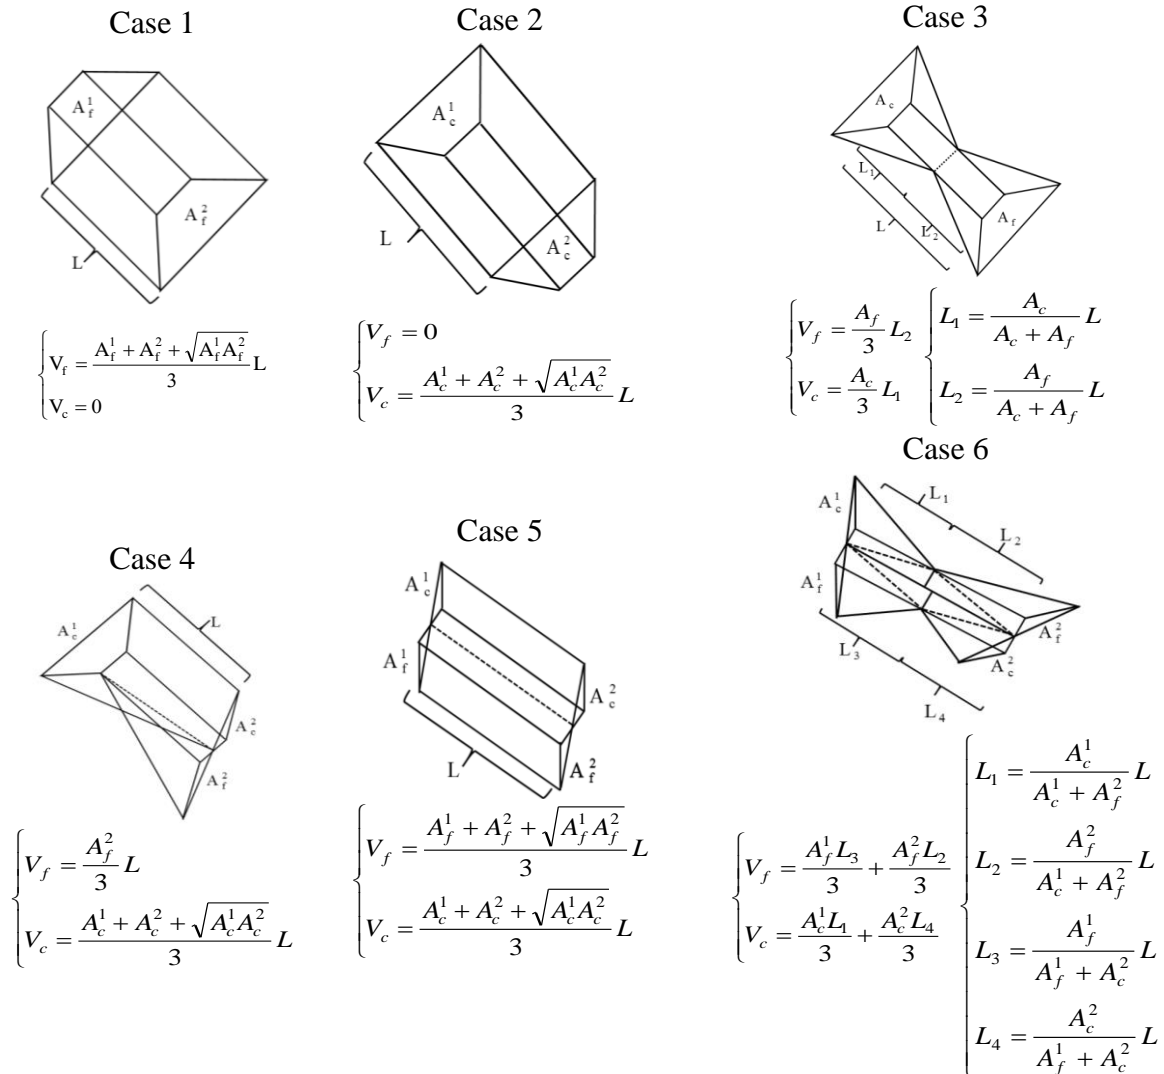 Case 1
A_f^1
A_f^2
L
{ V_f = (A_f^1 + A_f^2 + √(A_f^1 A_f^2)) / 3 L
V_c = 0
Case 2
A_c^1
A_c^2
L
{ V_f = 0
V_c = (A_c^1 + A_c^2 + √(A_c^1 A_c^2)) / 3 L
Case 3
A_c
L_1
L
L_2
A_f
{ V_f = A_f / 3 L_2
V_c = A_c / 3 L_1
{ L_1 = A_c / (A_c + A_f) L
L_2 = A_f / (A_c + A_f) L
Case 4
A_c^1
L
A_c^2
A_f^2
{ V_f = A_f^2 / 3 L
V_c = (A_c^1 + A_c^2 + √(A_c^1 A_c^2)) / 3 L
Case 5
A_c^1
A_f^1
A_c^2
L
A_f^2
{ V_f = (A_f^1 + A_f^2 + √(A_f^1 A_f^2)) / 3 L
V_c = (A_c^1 + A_c^2 + √(A_c^1 A_c^2)) / 3 L
Case 6
A_c^1
L_1
L_2
A_f^1
A_f^2
L_3
A_c^2
L_4
{ V_f = A_f^1 L_3 / 3 + A_f^2 L_2 / 3
V_c = A_c^1 L_1 / 3 + A_c^2 L_4 / 3
{ L_1 = A_c^1 / (A_c^1 + A_f^2) L
L_2 = A_f^2 / (A_c^1 + A_f^2) L
L_3 = A_f^1 / (A_f^1 + A_c^2) L
L_4 = A_c^2 / (A_f^1 + A_c^2) L